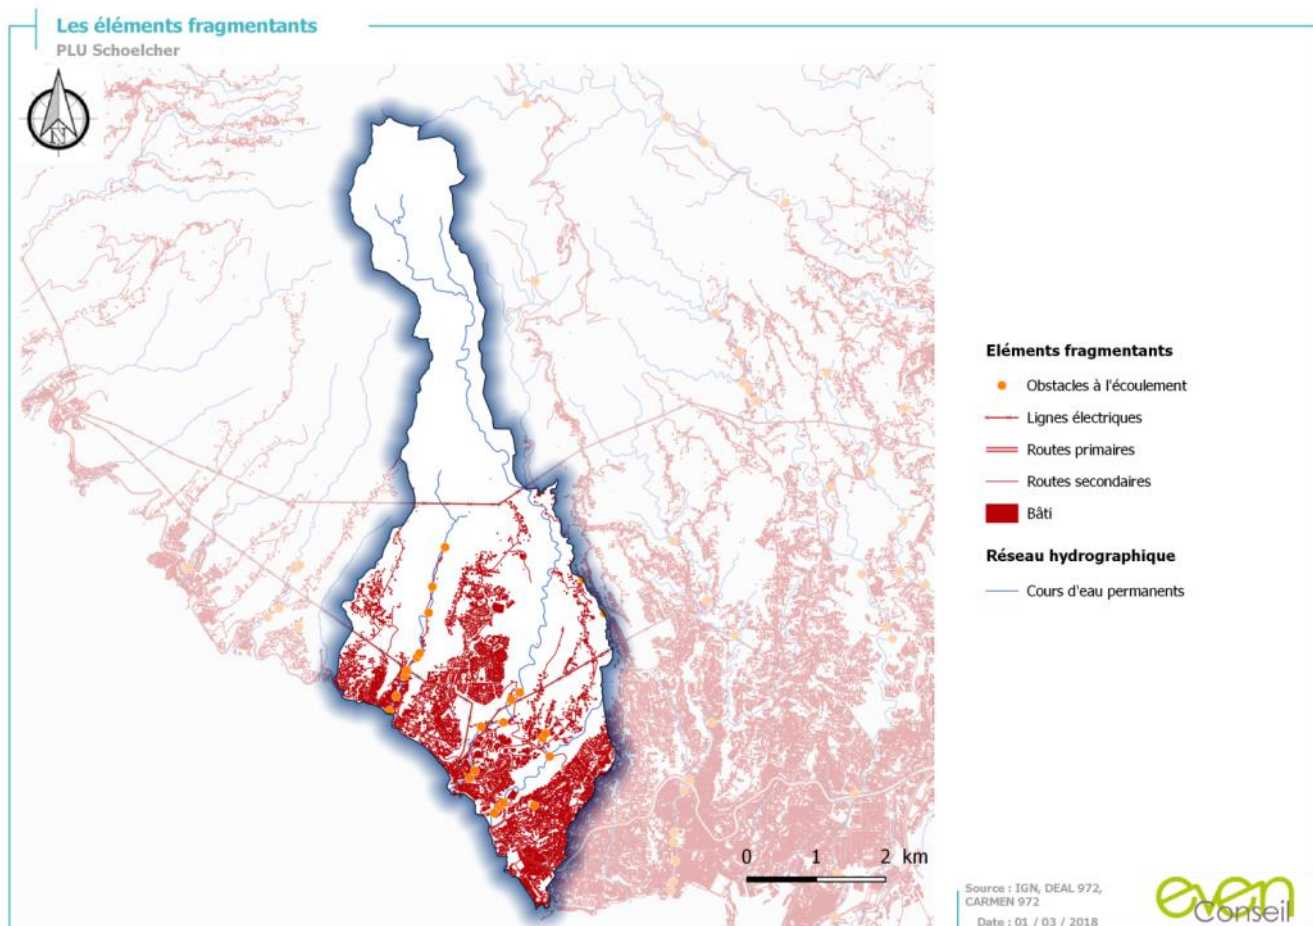 Les éléments fragmentants
PLU Schoelcher
N
Eléments fragmentants
Obstacles à l'écoulement
Lignes électriques
Routes primaires
Routes secondaires
Bâti
Réseau hydrographique
Cours d'eau permanents
0 1 2 km
Source : IGN, DEAL 972,
CARMEN 972
Date : 01 / 03 / 2018
even
Conseil